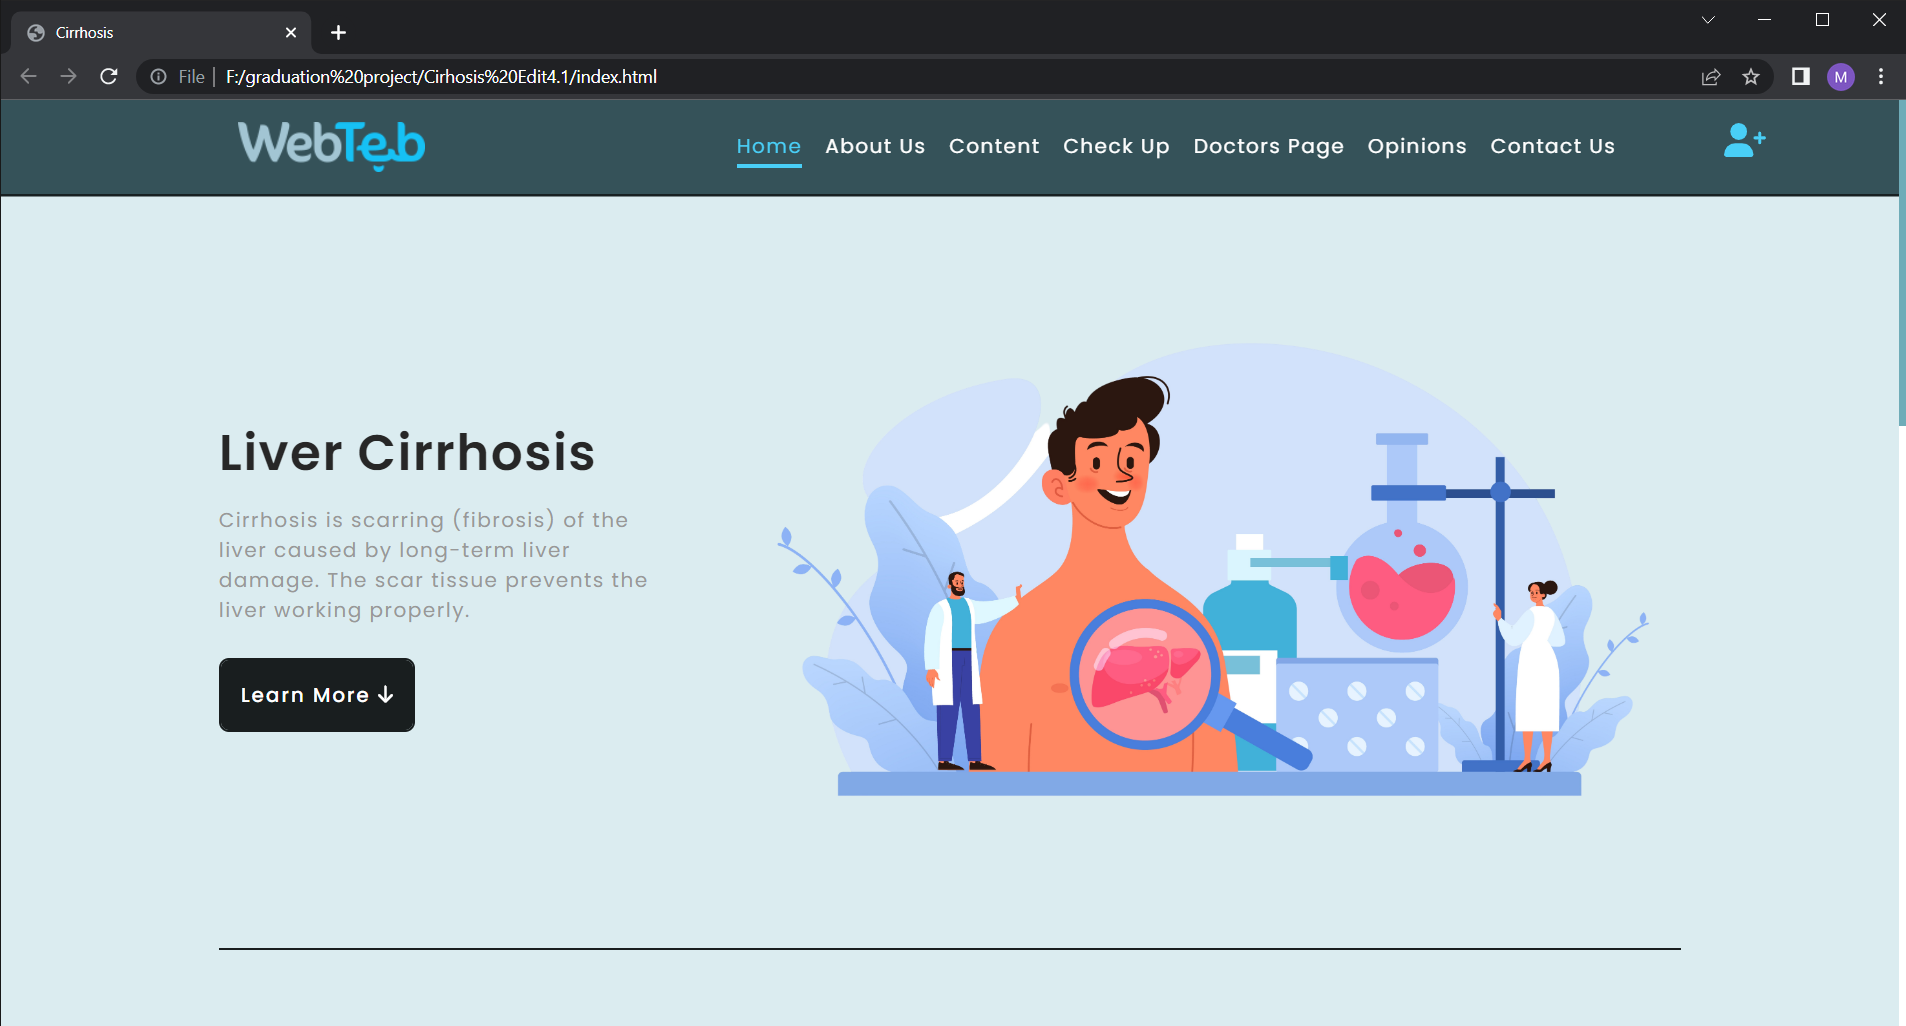 Cirrhosis
File | F:/graduation%20project/Cirhosis%20Edit4.1/index.html
M
WebTeb
Home About Us Content Check Up Doctors Page Opinions Contact Us
Liver Cirrhosis
Cirrhosis is scarring (fibrosis) of the
liver caused by long-term liver
damage. The scar tissue prevents the
liver working properly.
Learn More ↓